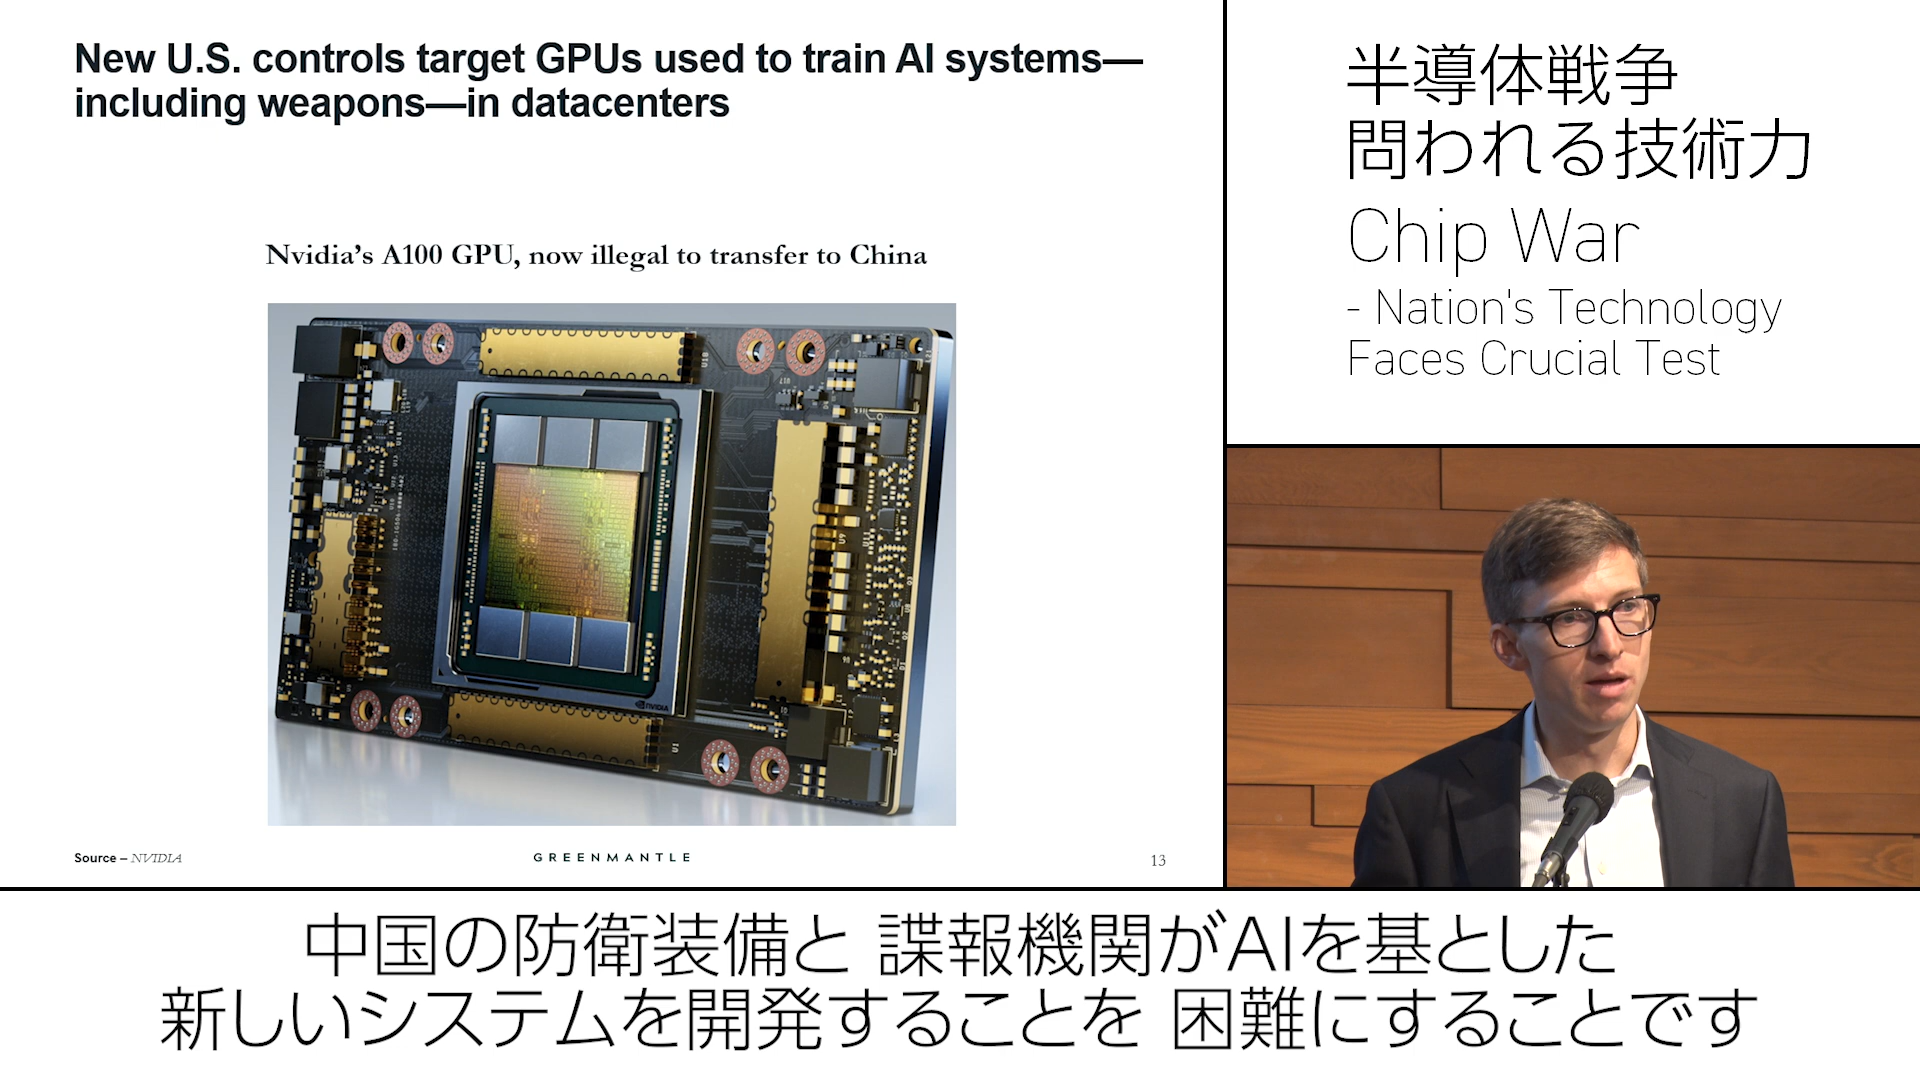 New U.S. controls target GPUs used to train AI systems—
including weapons—in datacenters
Nvidia's A100 GPU, now illegal to transfer to China
NVIDIA
Source – NVIDIA
GREENMANTLE
13
半導体戦争
問われる技術力
Chip War
- Nation's Technology
Faces Crucial Test
中国の防衛装備と 諜報機関がAIを基とした
新しいシステムを開発することを 困難にすることです